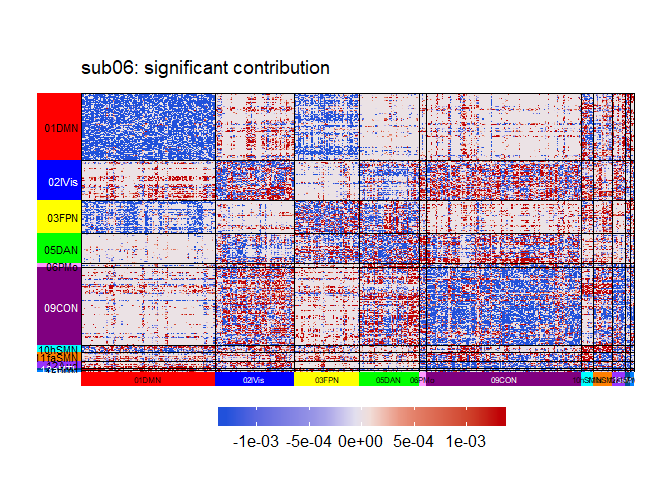 sub06: significant contribution
01DMN
02lVis
03FPN
05DAN
09CON
01DMN 02lVis 03FPN 05DAN 09CON
-1e-03 -5e-04 0e+00 5e-04 1e-03